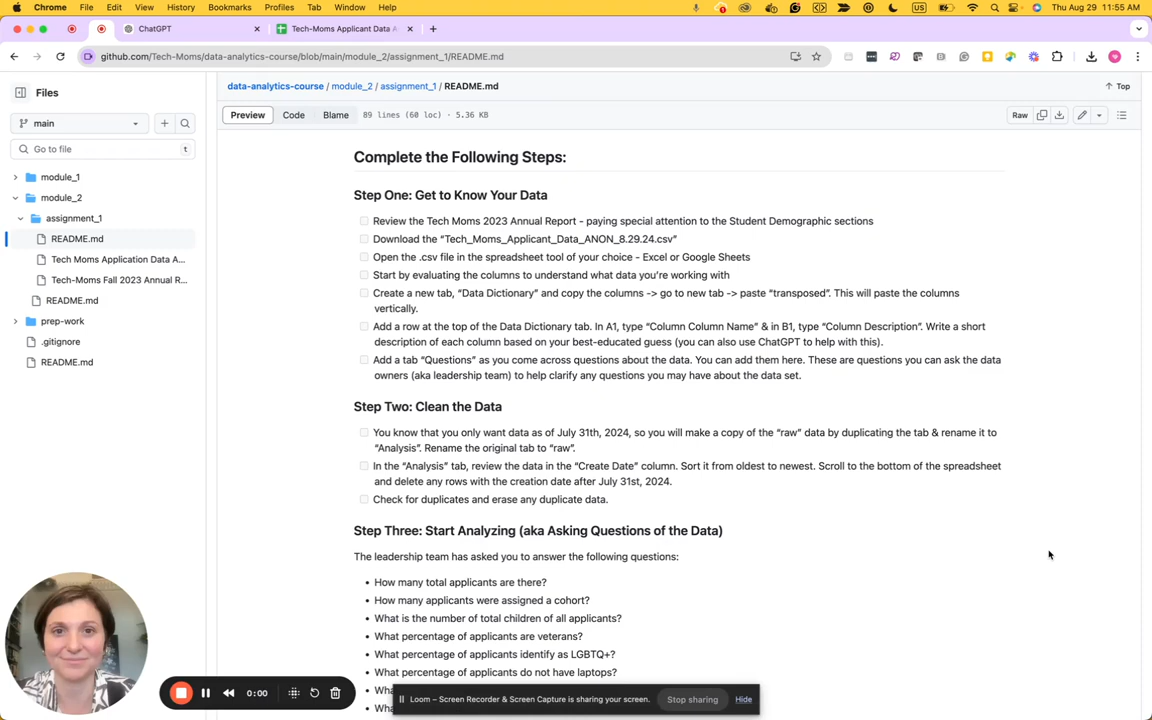 Chrome File Edit View History Bookmarks Profiles Tab Window Help US Thu Aug 29 11:55 AM
ChatGPT Tech-Moms Applicant Data A
github.com/Tech-Moms/data-analytics-course/blob/main/module_2/assignment_1/README.md
Files
main
Go to file t
module_1
module_2
assignment_1
README.md
Tech Moms Application Data A...
Tech-Moms Fall 2023 Annual R...
README.md
prep-work
.gitignore
README.md
data-analytics-course / module_2 / assignment_1 / README.md Top
Preview Code Blame 89 lines (60 loc) · 5.36 KB Raw
Complete the Following Steps:
Step One: Get to Know Your Data
Review the Tech Moms 2023 Annual Report - paying special attention to the Student Demographic sections
Download the “Tech_Moms_Applicant_Data_ANON_8.29.24.csv”
Open the .csv file in the spreadsheet tool of your choice - Excel or Google Sheets
Start by evaluating the columns to understand what data you’re working with
Create a new tab, “Data Dictionary” and copy the columns -> go to new tab -> paste “transposed”. This will paste the columns
vertically.
Add a row at the top of the Data Dictionary tab. In A1, type “Column Column Name” & in B1, type “Column Description”. Write a short
description of each column based on your best-educated guess (you can also use ChatGPT to help with this).
Add a tab “Questions” as you come across questions about the data. You can add them here. These are questions you can ask the data
owners (aka leadership team) to help clarify any questions you may have about the data set.
Step Two: Clean the Data
You know that you only want data as of July 31th, 2024, so you will make a copy of the “raw” data by duplicating the tab & rename it to
“Analysis”. Rename the original tab to “raw”.
In the “Analysis” tab, review the data in the “Create Date” column. Sort it from oldest to newest. Scroll to the bottom of the spreadsheet
and delete any rows with the creation date after July 31st, 2024.
Check for duplicates and erase any duplicate data.
Step Three: Start Analyzing (aka Asking Questions of the Data)
The leadership team has asked you to answer the following questions:
• How many total applicants are there?
• How many applicants were assigned a cohort?
• What is the number of total children of all applicants?
• What percentage of applicants are veterans?
• What percentage of applicants identify as LGBTQ+?
• What percentage of applicants do not have laptops?
0:00
Loom – Screen Recorder & Screen Capture is sharing your screen. Stop sharing Hide